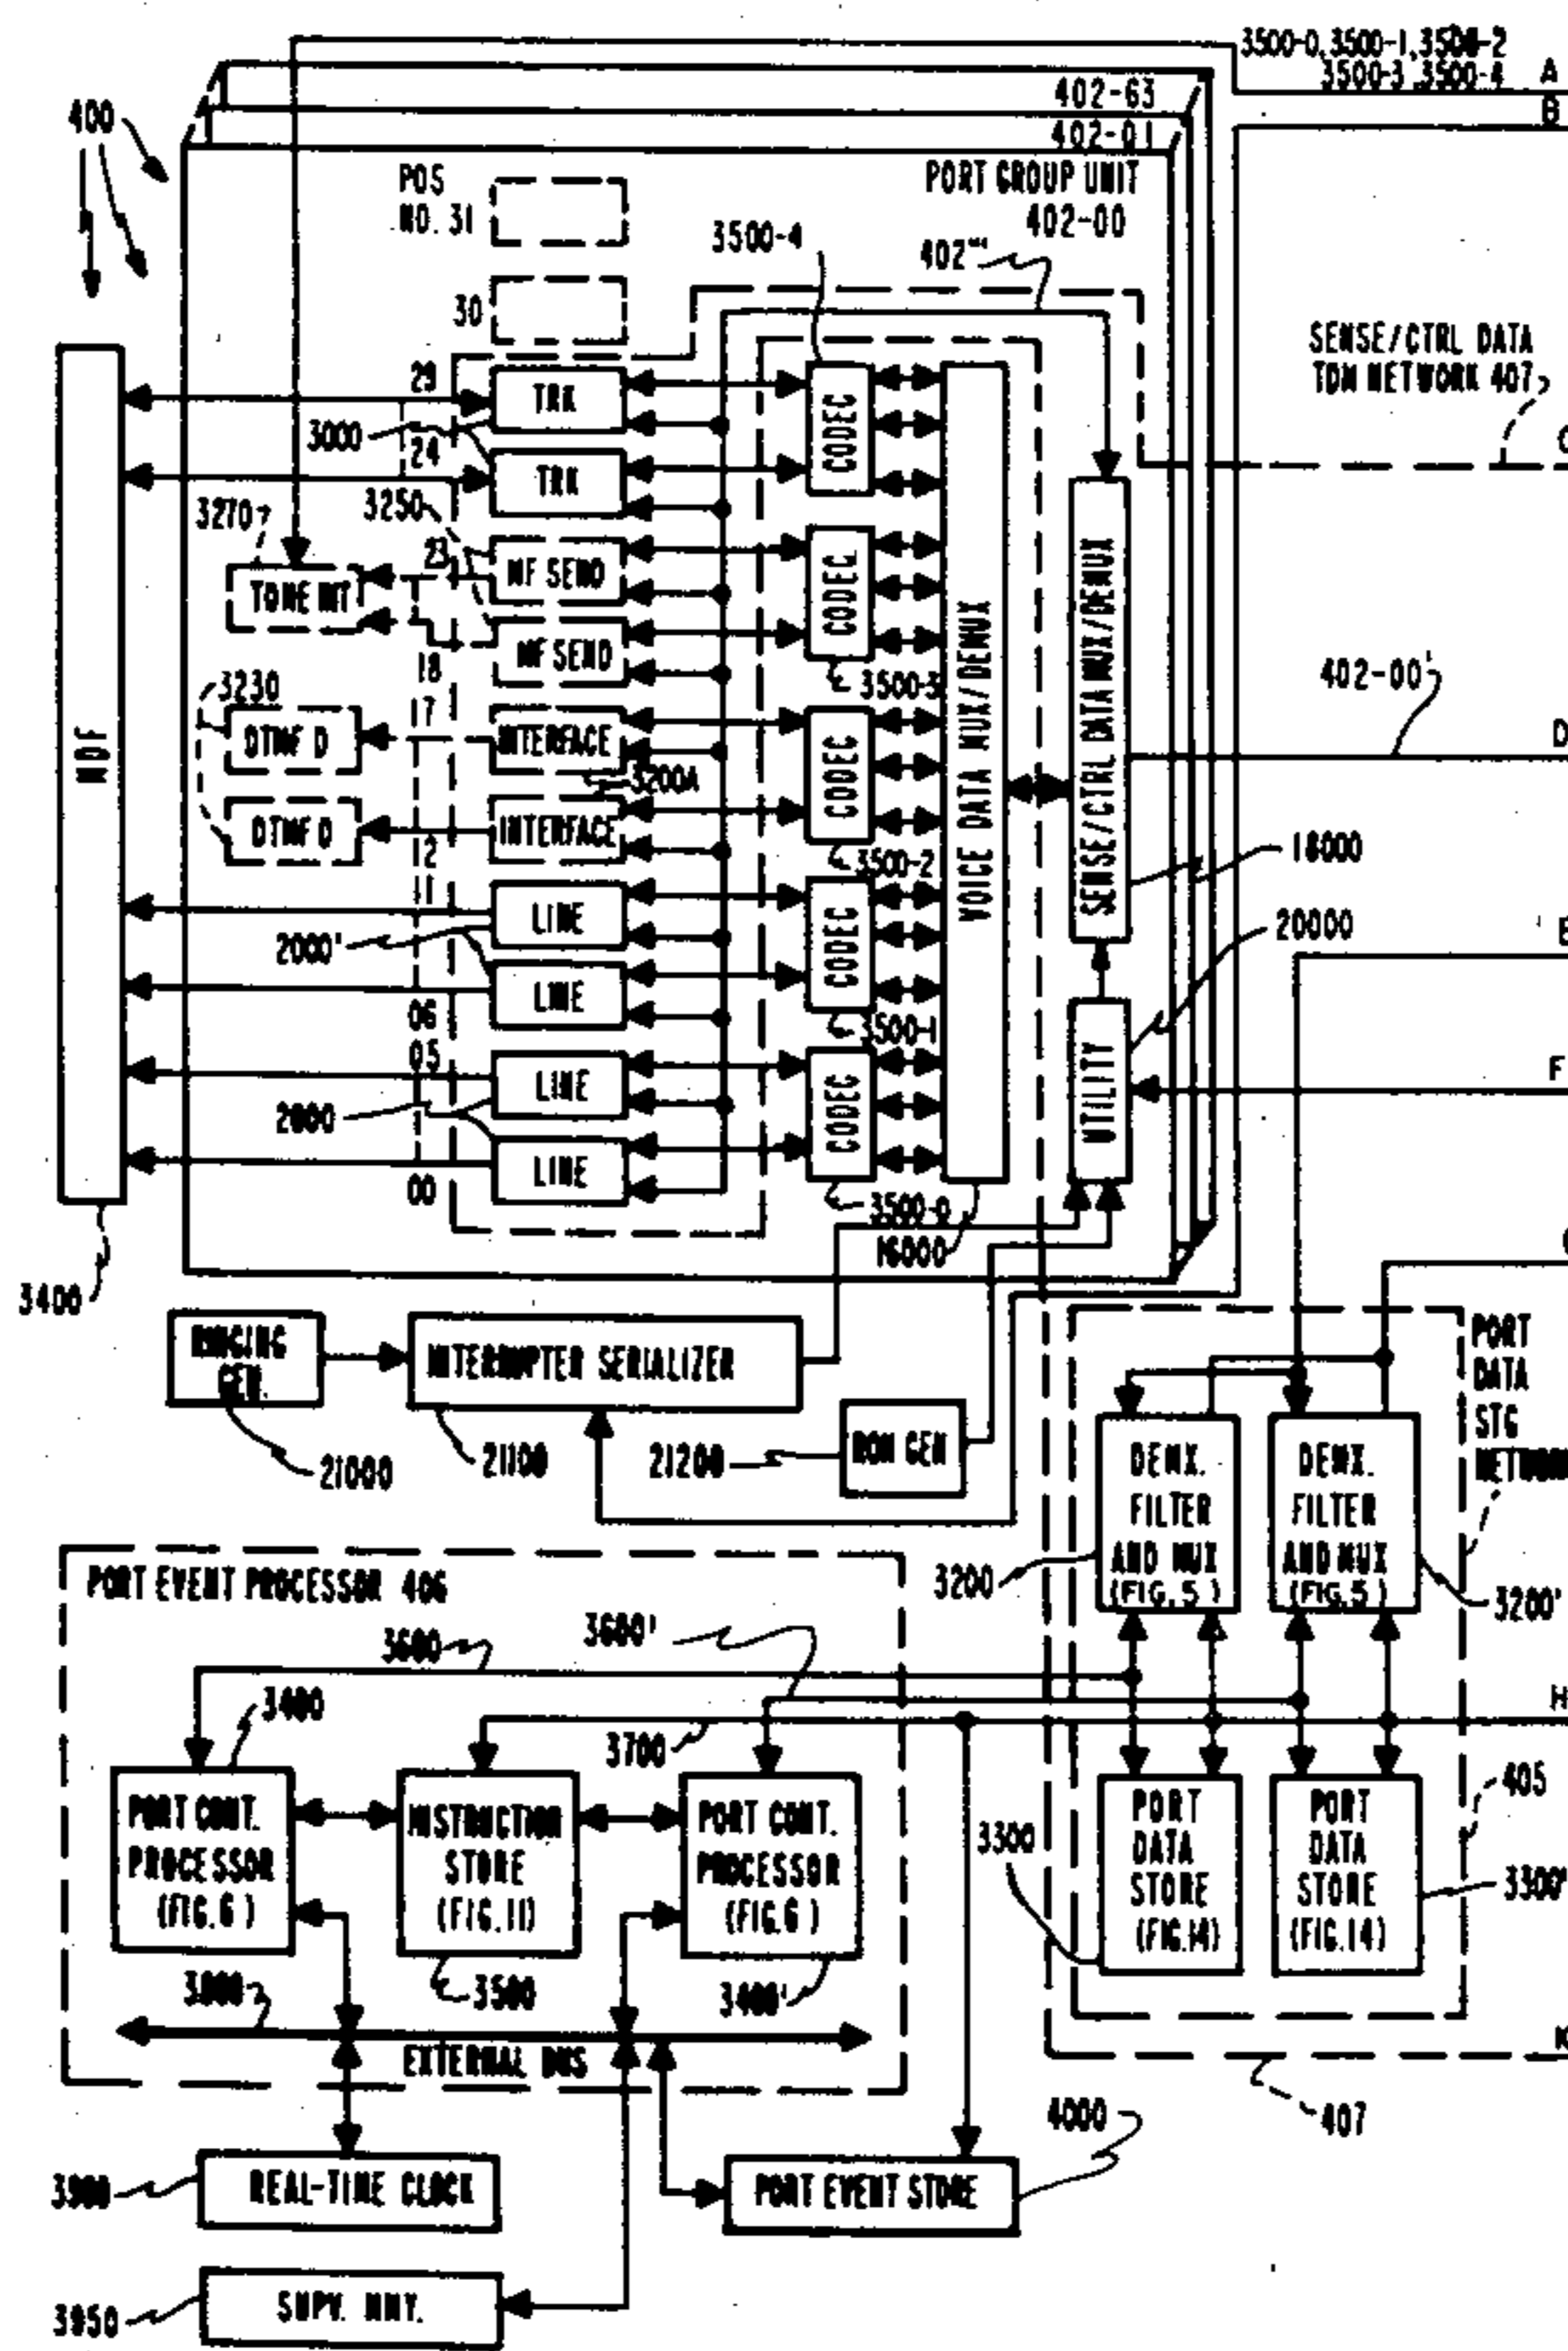 3500-0,3500-1,3500-2
3500-3,3500-4
A
B
402-63
402-01
400
POS
NO. 31
PORT GROUP UNIT
402-00
3500-4
402'''
30
SENSE/CTRL DATA
TDM NETWORK 407
29
TRK
3000
24
TRK
CODEC
3270
3250
23
MF SEND
TONE INT
MF SEND
18
CODEC
3500-3
3230
17
DTMF D
INTERFACE
3200A
DTMF D
INTERFACE
12
CODEC
3500-2
402-00'
D
MDF
VOICE DATA MUX/DEMUX
SENSE/CTRL DATA MUX/DEMUX
18000
11
LINE
2000'
LINE
06
CODEC
3500-1
20000
E
05
LINE
2000
LINE
00
CODEC
3500-0
16000
UTILITY
F
3400
RINGING
GEN.
21000
INTERRUPTER SERIALIZER
21100
21200
RON GEN
PORT
DATA
STG
NETWORK
DEMX.
FILTER
AND MUX
(FIG.5)
3200
DEMX.
FILTER
AND MUX
(FIG.5)
3200'
PORT EVENT PROCESSOR 406
3600
3600'
3400
3700
H
PORT CONT.
PROCESSOR
(FIG.6)
INSTRUCTION
STORE
(FIG.11)
3500
PORT CONT.
PROCESSOR
(FIG.6)
3400'
3300
PORT
DATA
STORE
(FIG.14)
PORT
DATA
STORE
(FIG.14)
405
3300'
3800
EXTERNAL BUS
K
407
4000
3900
REAL-TIME CLOCK
PORT EVENT STORE
3950
SUPV. MMY.